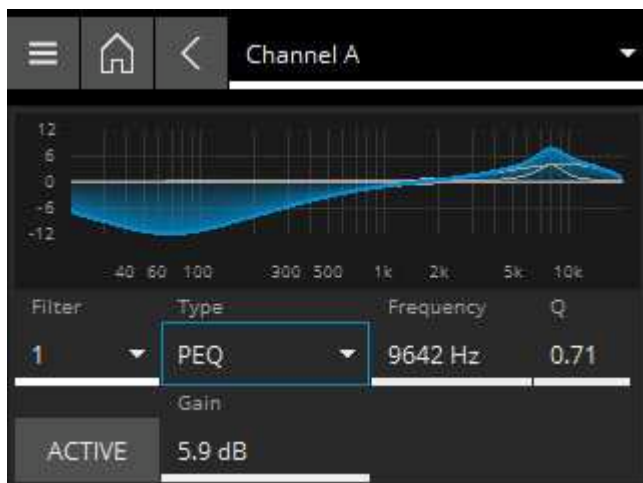 Channel A
12
6
0
-6
-12
40 60 100 300 500 1k 2k 5k 10k
Filter Type Frequency Q
1 PEQ 9642 Hz 0.71
Gain
ACTIVE 5.9 dB